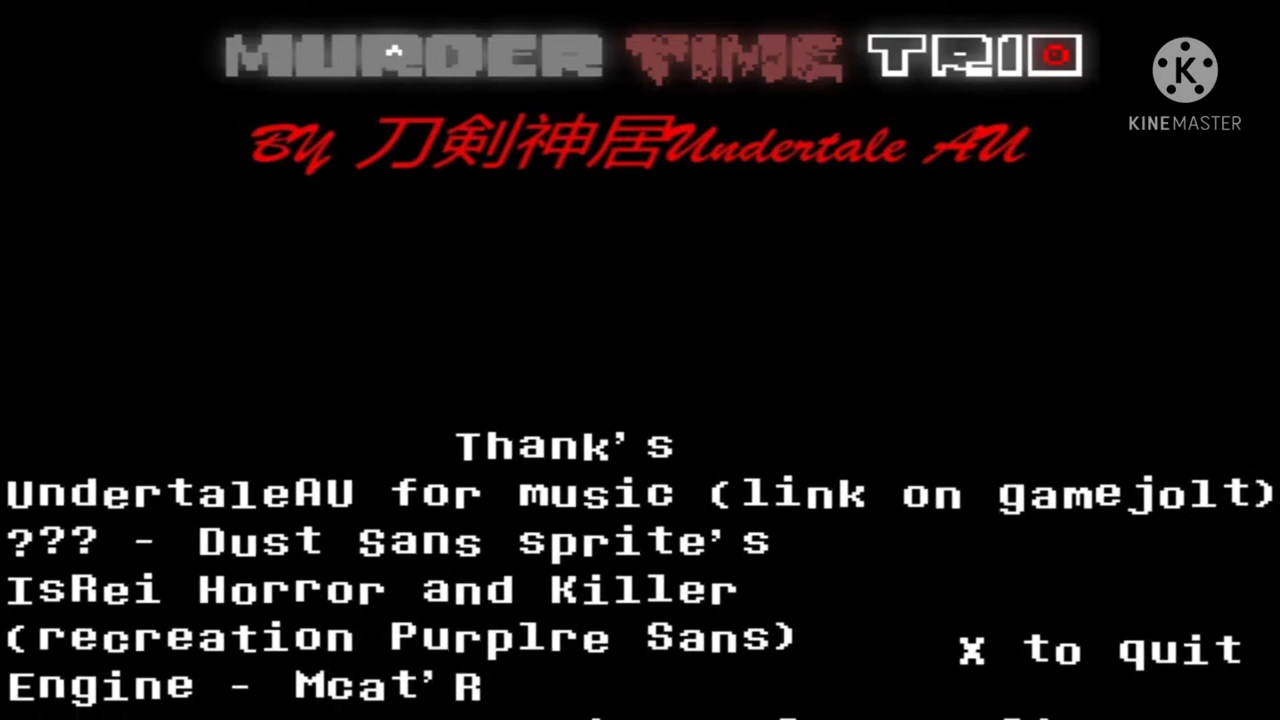 MURDER TIME TRIO
K
KINEMASTER
BY 刀剣神居Undertale AU
Thank's
UndertaleAU for music (link on gamejolt)
??? - Dust Sans sprite's
IsRei Horror and Killer
(recreation Purplre Sans)
x to quit
Engine - Mcat'R